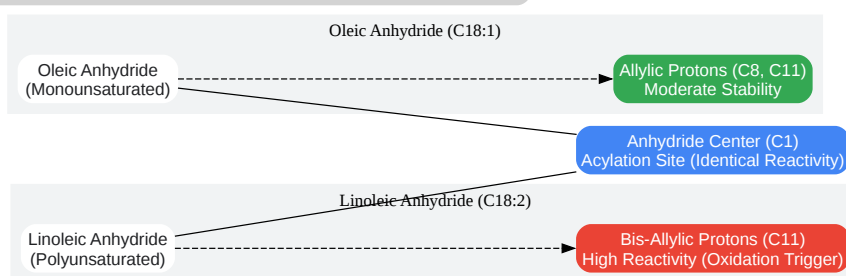 Oleic Anhydride (C18:1)
Oleic Anhydride
(Monounsaturated)
Allylic Protons (C8, C11)
Moderate Stability
Anhydride Center (C1)
Acylation Site (Identical Reactivity)
Linoleic Anhydride (C18:2)
Linoleic Anhydride
(Polyunsaturated)
Bis-Allylic Protons (C11)
High Reactivity (Oxidation Trigger)